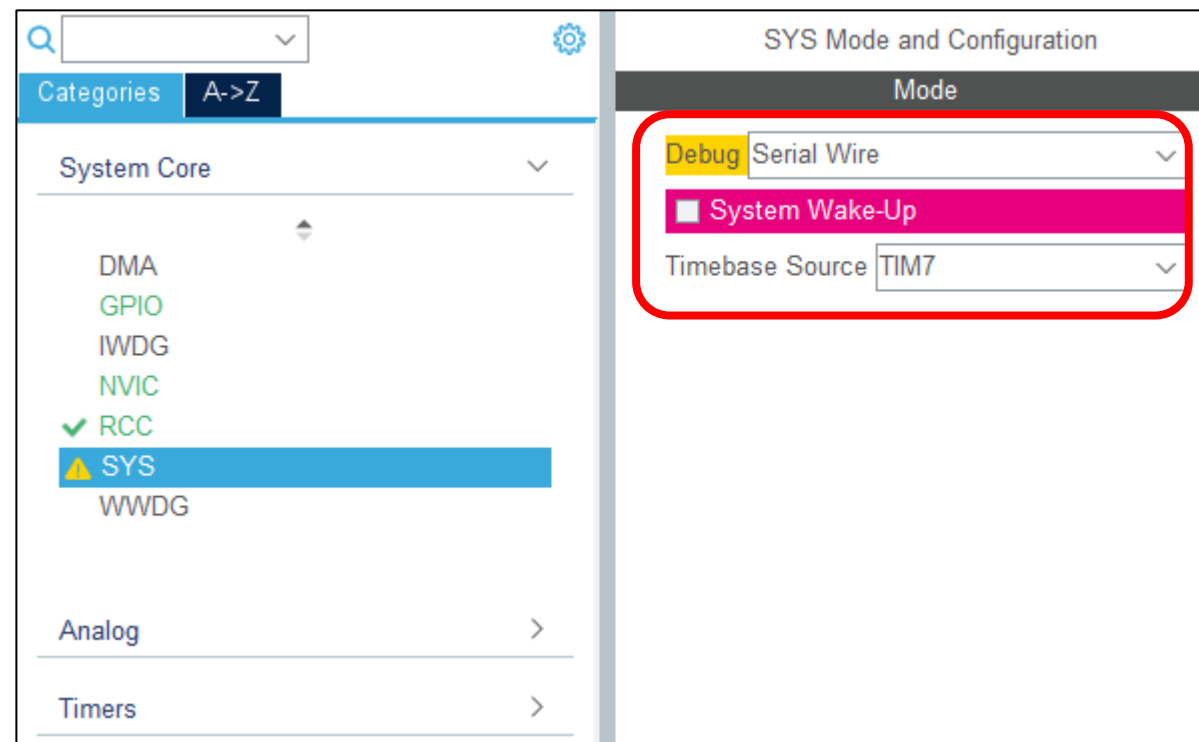 Categories
A->Z
System Core
DMA
GPIO
IWDG
NVIC
RCC
SYS
WWDG
Analog
Timers
SYS Mode and Configuration
Mode
Debug Serial Wire
System Wake-Up
Timebase Source TIM7